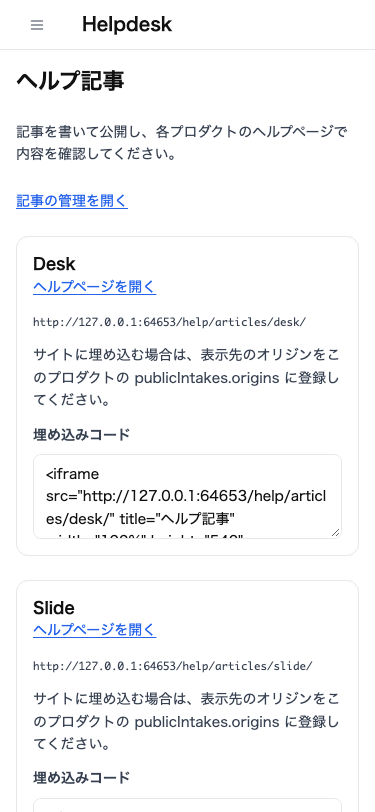 Helpdesk
ヘルプ記事
記事を書いて公開し、各プロダクトのヘルプページで
内容を確認してください。
記事の管理を開く
Desk
ヘルプページを開く
http://127.0.0.1:64653/help/articles/desk/
サイトに埋め込む場合は、表示先のオリジンをこ
のプロダクトの publicIntakes.origins に登録し
てください。
埋め込みコード
<iframe
src="http://127.0.0.1:64653/help/articl
es/desk/" title="ヘルプ記事"
Slide
ヘルプページを開く
http://127.0.0.1:64653/help/articles/slide/
サイトに埋め込む場合は、表示先のオリジンをこ
のプロダクトの publicIntakes.origins に登録し
てください。
埋め込みコード